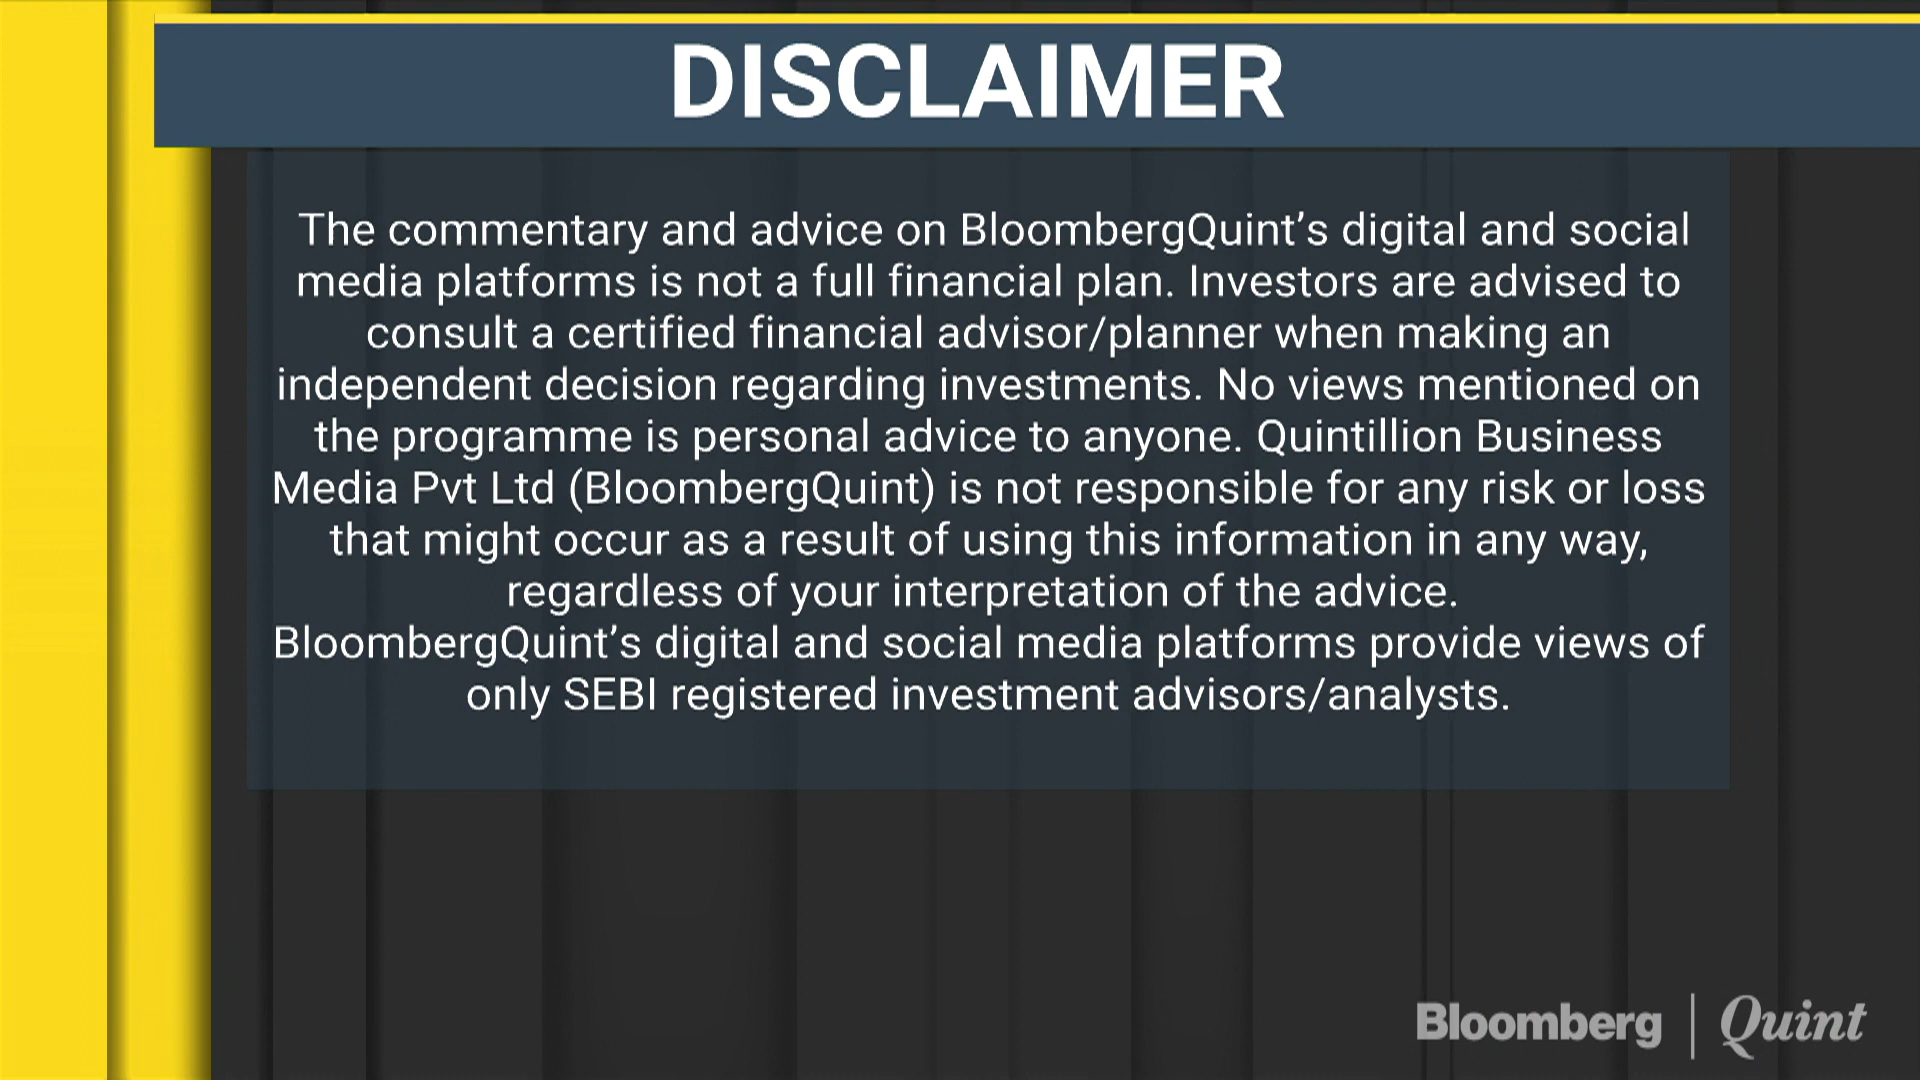 DISCLAIMER
The commentary and advice on BloombergQuint’s digital and social
media platforms is not a full financial plan. Investors are advised to
consult a certified financial advisor/planner when making an
independent decision regarding investments. No views mentioned on
the programme is personal advice to anyone. Quintillion Business
Media Pvt Ltd (BloombergQuint) is not responsible for any risk or loss
that might occur as a result of using this information in any way,
regardless of your interpretation of the advice.
BloombergQuint’s digital and social media platforms provide views of
only SEBI registered investment advisors/analysts.
Bloomberg | Quint